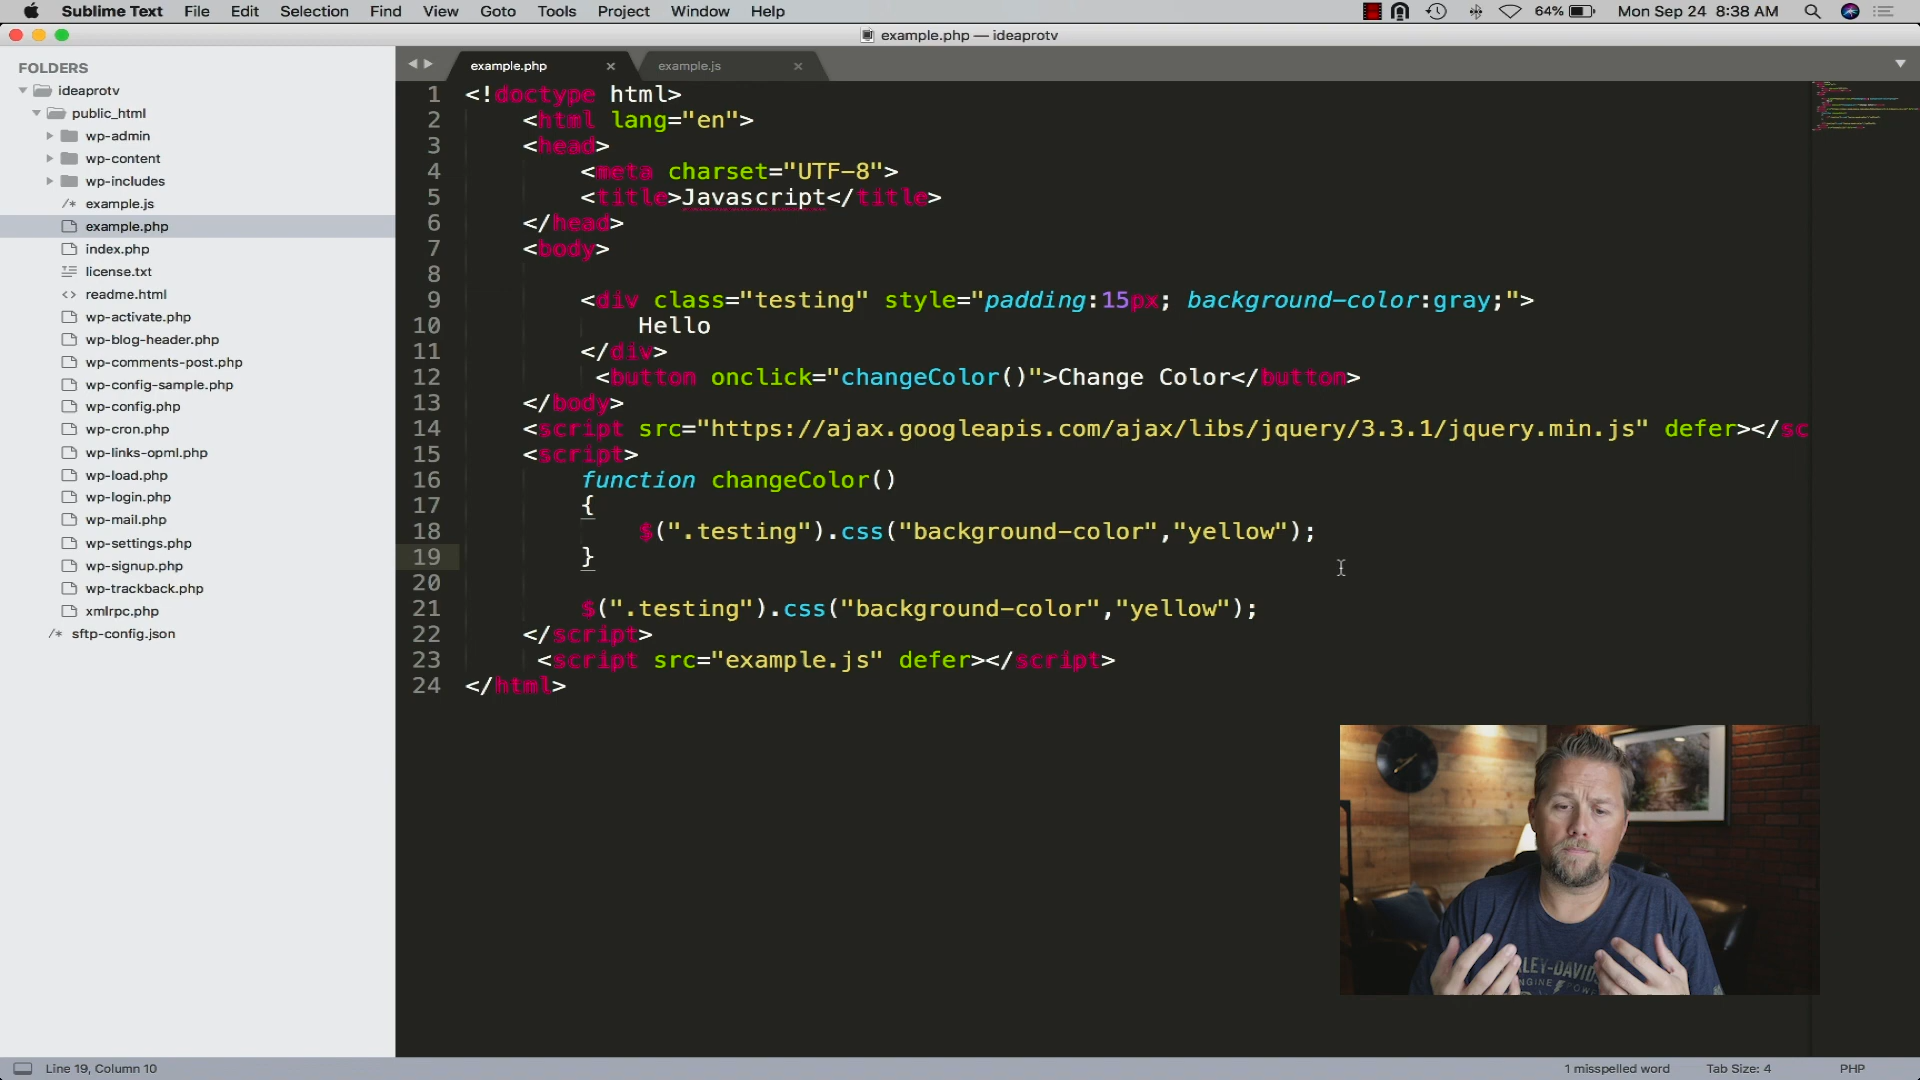 Sublime Text File Edit Selection Find View Goto Tools Project Window Help 64% Mon Sep 24 8:38 AM
example.php — ideaprotv
FOLDERS
ideaprotv
public_html
wp-admin
wp-content
wp-includes
/* example.js
example.php
index.php
license.txt
<> readme.html
wp-activate.php
wp-blog-header.php
wp-comments-post.php
wp-config-sample.php
wp-config.php
wp-cron.php
wp-links-opml.php
wp-load.php
wp-login.php
wp-mail.php
wp-settings.php
wp-signup.php
wp-trackback.php
xmlrpc.php
/* sftp-config.json
example.php × example.js ×
1 <!doctype html>
2 <html lang="en">
3 <head>
4 <meta charset="UTF-8">
5 <title>Javascript</title>
6 </head>
7 <body>
8
9 <div class="testing" style="padding:15px; background-color:gray;">
10 Hello
11 </div>
12 <button onclick="changeColor()">Change Color</button>
13 </body>
14 <script src="https://ajax.googleapis.com/ajax/libs/jquery/3.3.1/jquery.min.js" defer></sc
15 <script>
16 function changeColor()
17 {
18 $(".testing").css("background-color","yellow");
19 }
20
21 $(".testing").css("background-color","yellow");
22 </script>
23 <script src="example.js" defer></script>
24 </html>
Line 19, Column 10
1 misspelled word Tab Size: 4 PHP